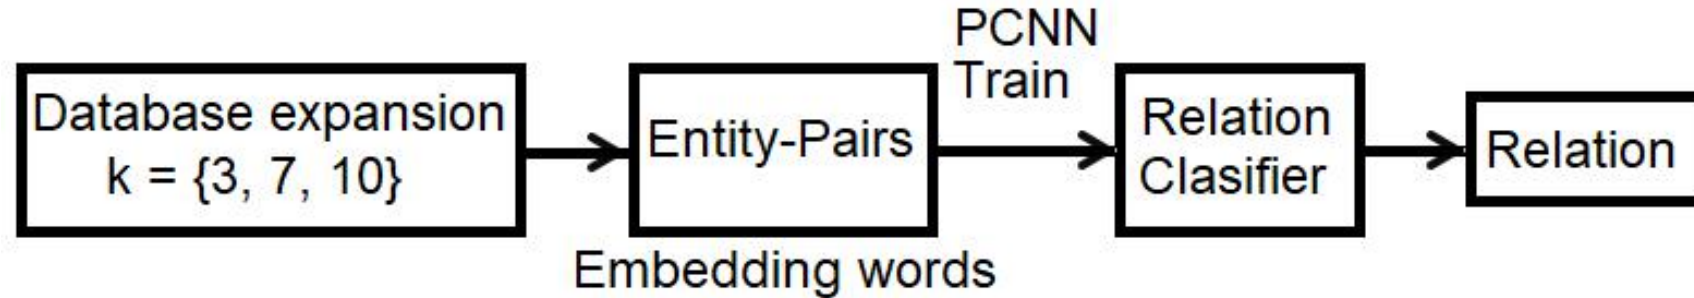 Database expansion
k = {3, 7, 10}
Entity-Pairs
Embedding words
PCNN
Train
Relation
Clasifier
Relation